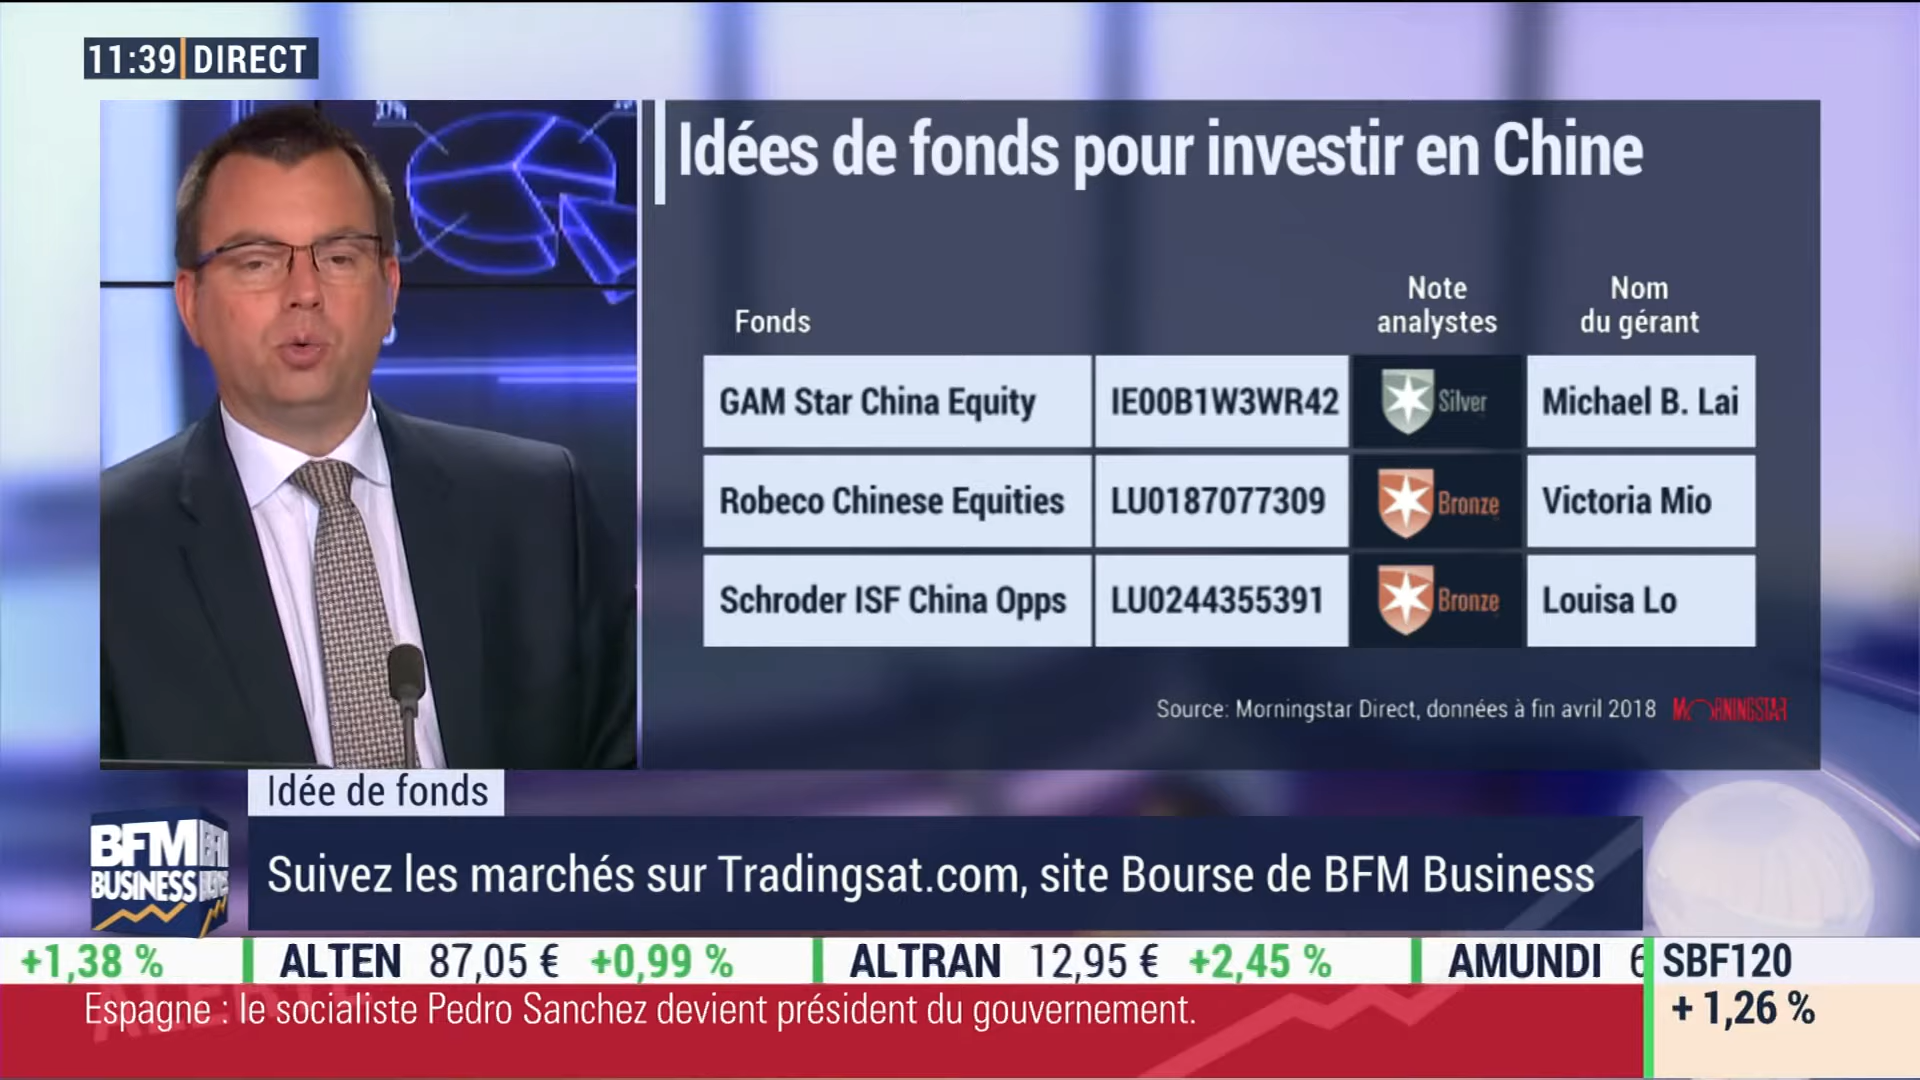 11:39 DIRECT
Idées de fonds pour investir en Chine
Fonds
Note
analystes
Nom
du gérant
GAM Star China Equity IE00B1W3WR42 Silver Michael B. Lai
Robeco Chinese Equities LU0187077309 Bronze Victoria Mio
Schroder ISF China Opps LU0244355391 Bronze Louisa Lo
Source: Morningstar Direct, données à fin avril 2018 MORNINGSTAR
Idée de fonds
BFM
BUSINESS
Suivez les marchés sur Tradingsat.com, site Bourse de BFM Business
+1,38 % ALTEN 87,05 € +0,99 % ALTRAN 12,95 € +2,45 % AMUNDI 6 SBF120
Espagne : le socialiste Pedro Sanchez devient président du gouvernement.
+ 1,26 %